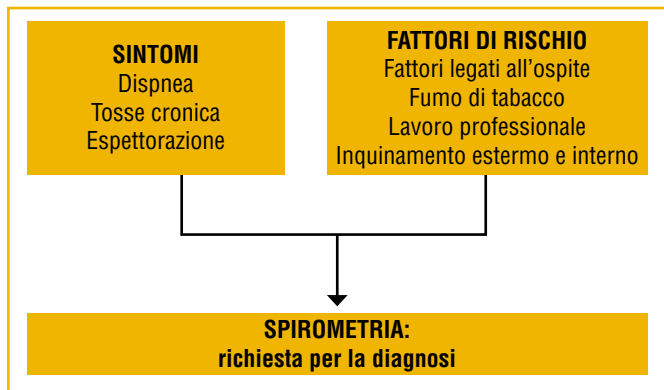 SINTOMI
Dispnea
Tosse cronica
Espettorazione
FATTORI DI RISCHIO
Fattori legati all’ospite
Fumo di tabacco
Lavoro professionale
Inquinamento estermo e interno
SPIROMETRIA:
richiesta per la diagnosi